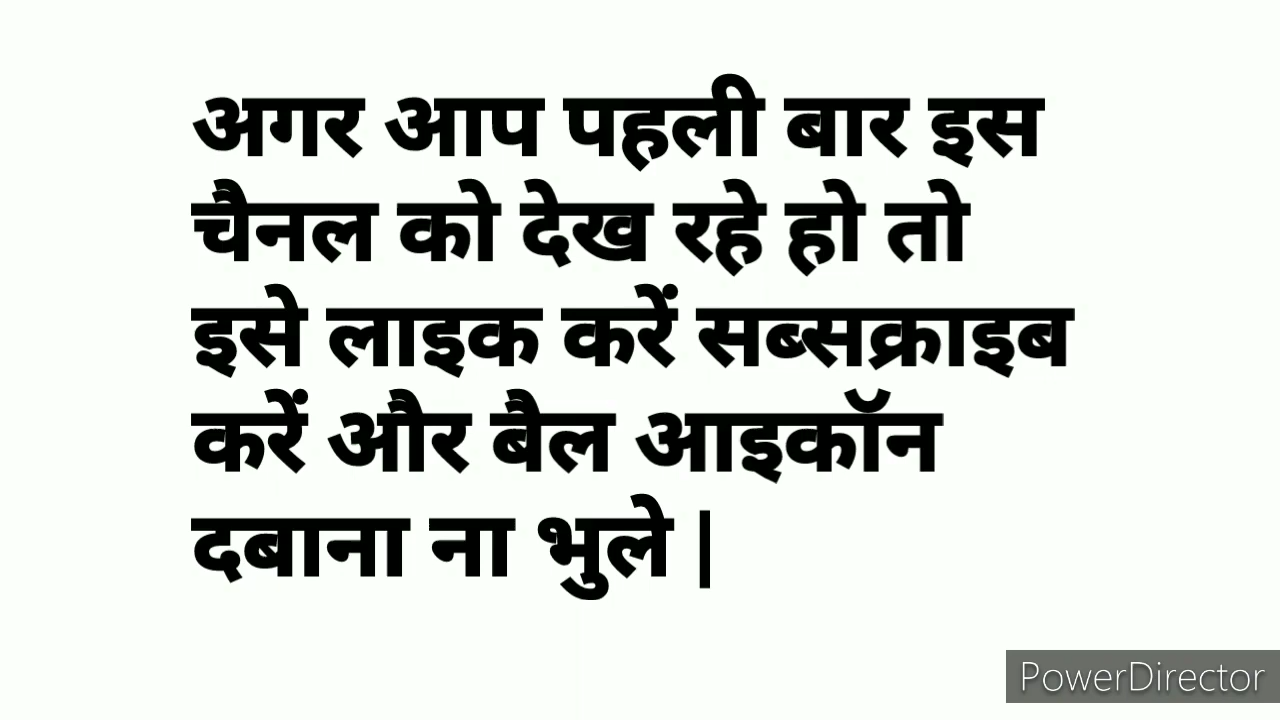 अगर आप पहली बार इस
चैनल को देख रहे हो तो
इसे लाइक करें सब्सक्राइब
करें और बैल आइकॉन
दबाना ना भुले |
PowerDirector